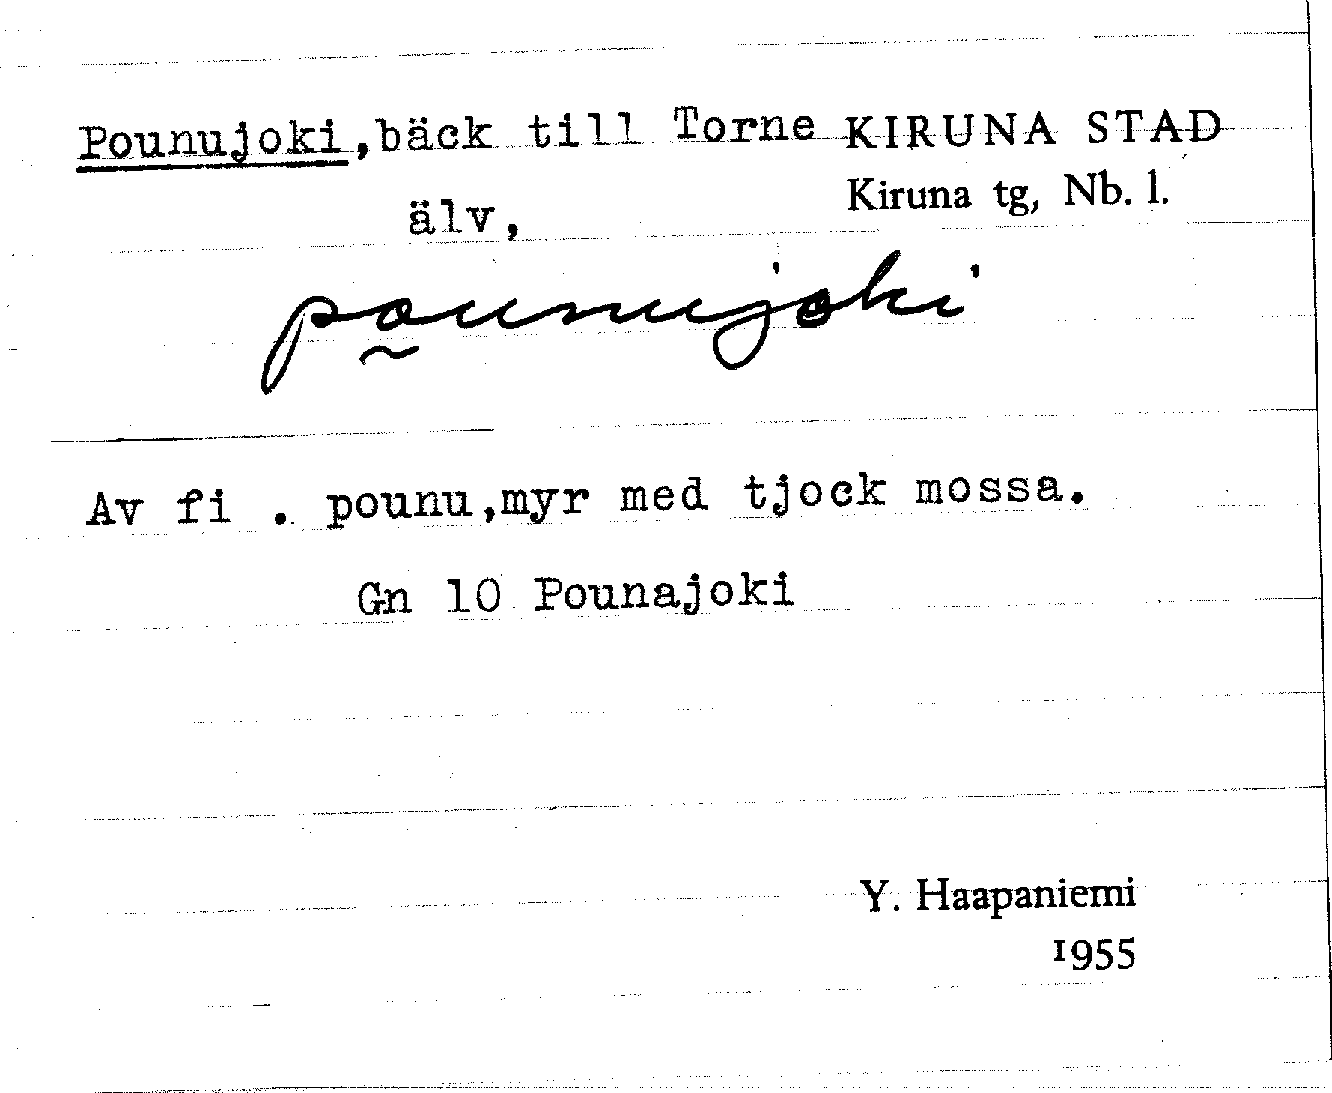 Pounujoki,bäck till Torne KIRUNA STAD
älv, Kiruna tg, Nb. l.
pounujoki
Av fi . pounu,myr med tjock mossa.
Gn 10 Pounajoki
Y. Haapaniemi
1955